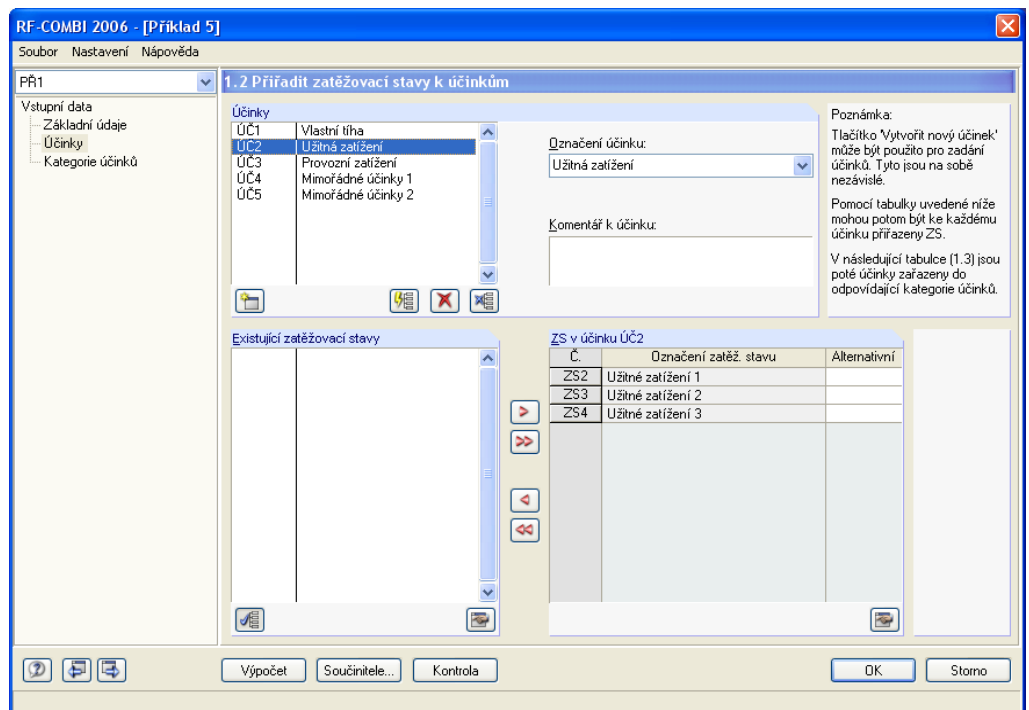 RF-COMBI 2006 - [Příklad 5]
Soubor Nastavení Nápověda
PŘ1
1.2 Přiřadit zatěžovací stavy k účinkům
Vstupní data
Základní údaje
Účinky
Kategorie účinků
Účinky
ÚČ1 Vlastní tíha
ÚČ2 Užitná zatížení
ÚČ3 Provozní zatížení
ÚČ4 Mimořádné účinky 1
ÚČ5 Mimořádné účinky 2
Označení účinku:
Užitná zatížení
Komentář k účinku:
Poznámka:
Tlačítko 'Vytvořit nový účinek'
může být použito pro zadání
účinků. Tyto jsou na sobě
nezávislé.
Pomocí tabulky uvedené níže
mohou potom být ke každému
účinku přiřazeny ZS.
V následující tabulce (1.3) jsou
poté účinky zařazeny do
odpovídající kategorie účinků.
Existující zatěžovací stavy
ZS v účinku ÚČ2
Č. Označení zatěž. stavu Alternativní
ZS2 Užitné zatížení 1
ZS3 Užitné zatížení 2
ZS4 Užitné zatížení 3
Výpočet Součinitele... Kontrola OK Storno